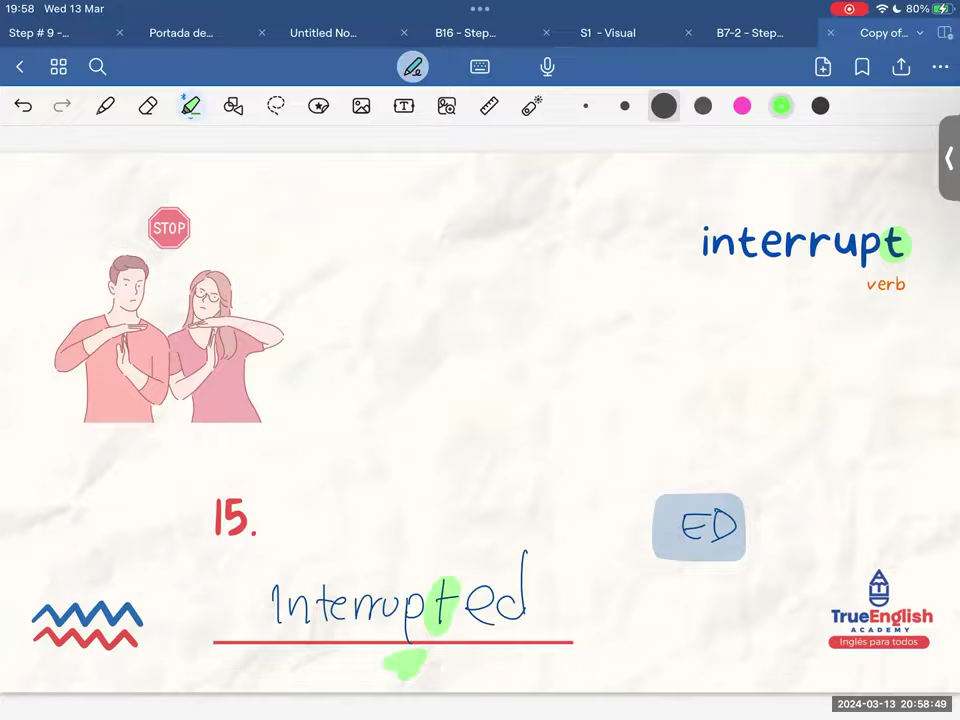 19:58 Wed 13 Mar
80%
Step # 9 -...
Portada de...
Untitled No...
B16 - Step...
S1 - Visual
B7-2 - Step...
Copy of...
STOP
interrupt
verb
15.
ED
Interrupted
TrueEnglish
ACADEMY
Inglés para todos
2024-03-13 20:58:49